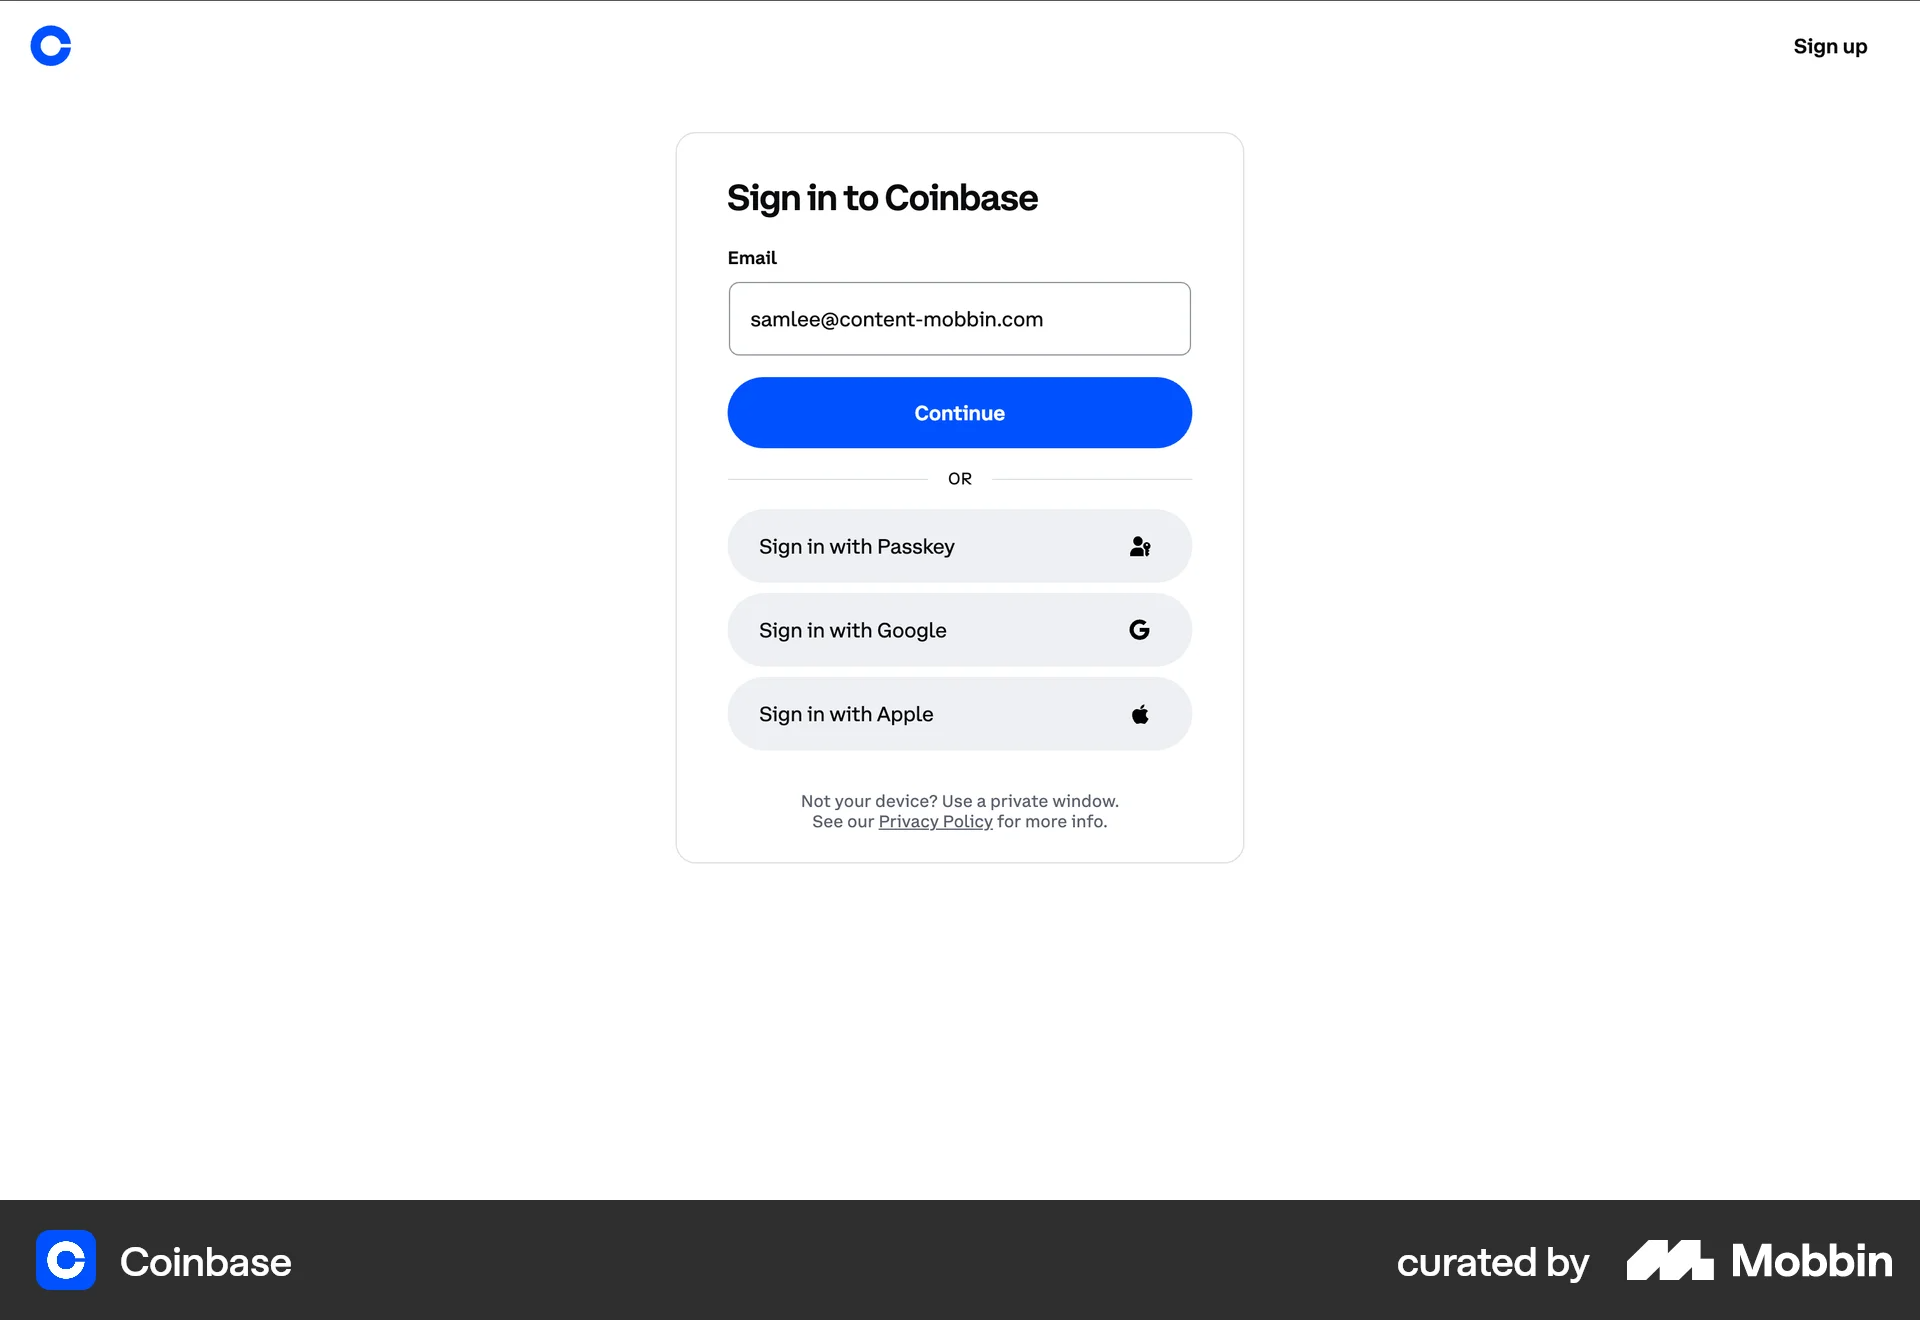 Sign up
Sign in to Coinbase
Email
samlee@content-mobbin.com
Continue
OR
Sign in with Passkey
Sign in with Google
Sign in with Apple
Not your device? Use a private window.
See our Privacy Policy for more info.
Coinbase
curated by Mobbin